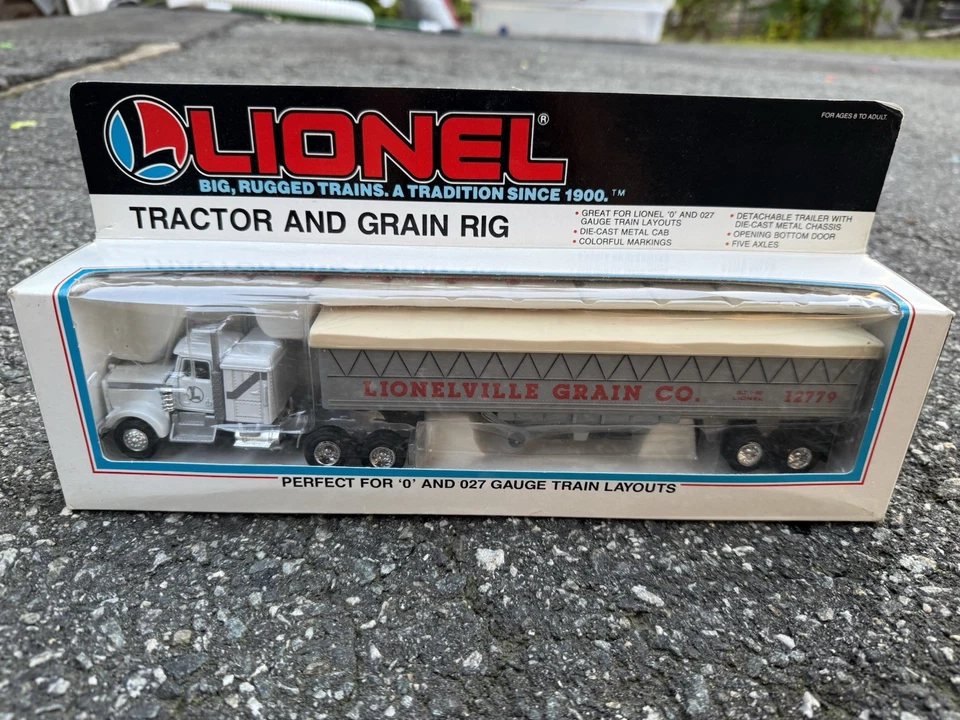 FOR AGES 8 TO ADULT.
LIONEL®
BIG, RUGGED TRAINS. A TRADITION SINCE 1900.™
TRACTOR AND GRAIN RIG
• GREAT FOR LIONEL 'O' AND 027
GAUGE TRAIN LAYOUTS
• DIE-CAST METAL CAB
• COLORFUL MARKINGS
• DETACHABLE TRAILER WITH
DIE-CAST METAL CHASSIS
• OPENING BOTTOM DOOR
• FIVE AXLES
LIONELVILLE GRAIN CO.
LIONEL 12779
PERFECT FOR 'O' AND 027 GAUGE TRAIN LAYOUTS